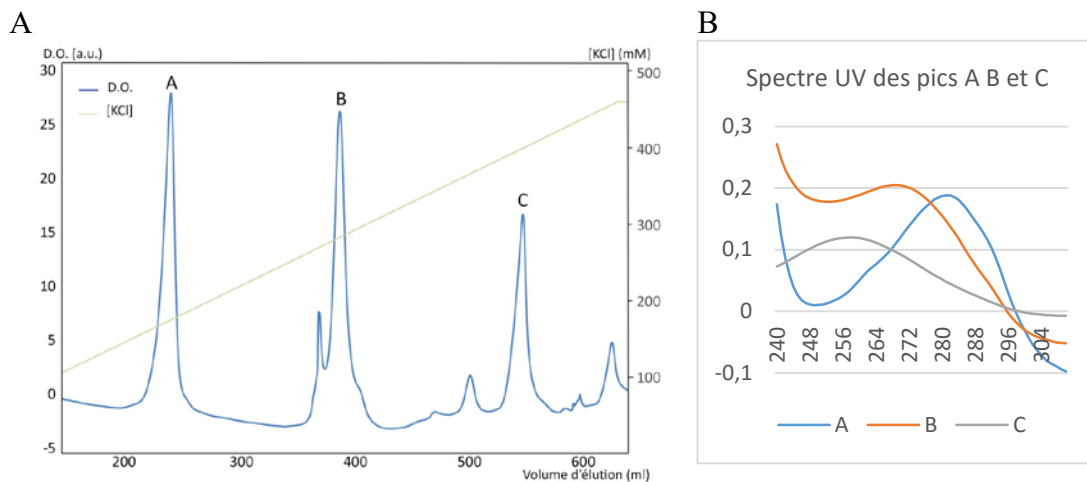 A
D.O. (a.u.)
[KCl] (mM)
30
25
20
15
10
5
0
-5
D.O.
[KCl]
A
B
C
500
400
300
200
100
200
300
400
500
600
Volume d'élution (ml)
B
Spectre UV des pics A B et C
0,3
0,2
0,1
0
-0,1
240
248
256
264
272
280
288
296
304
A
B
C